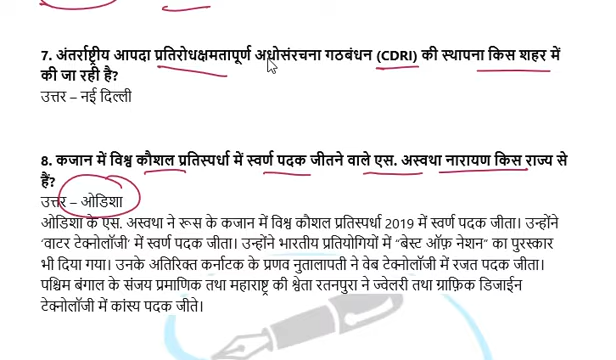 7. अंतर्राष्ट्रीय आपदा प्रतिरोधक्षमतापूर्ण अधोसंरचना गठबंधन (CDRI) की स्थापना किस शहर में
की जा रही है?
उत्तर – नई दिल्ली
8. कजान में विश्व कौशल प्रतिस्पर्धा में स्वर्ण पदक जीतने वाले एस. अस्वथा नारायण किस राज्य से
हैं?
उत्तर – ओडिशा
ओडिशा के एस. अस्वथा ने रूस के कजान में विश्व कौशल प्रतिस्पर्धा 2019 में स्वर्ण पदक जीता। उन्होंने
‘वाटर टेक्नोलॉजी’ में स्वर्ण पदक जीता। उन्होंने भारतीय प्रतियोगियों में “बेस्ट ऑफ़ नेशन” का पुरस्कार
भी दिया गया। उनके अतिरिक्त कर्नाटक के प्रणव नुतालापती ने वेब टेक्नोलॉजी में रजत पदक जीता।
पश्चिम बंगाल के संजय प्रमाणिक तथा महाराष्ट्र की श्वेता रतनपुरा ने ज्वेलरी तथा ग्राफ़िक डिजाईन
टेक्नोलॉजी में कांस्य पदक जीते।